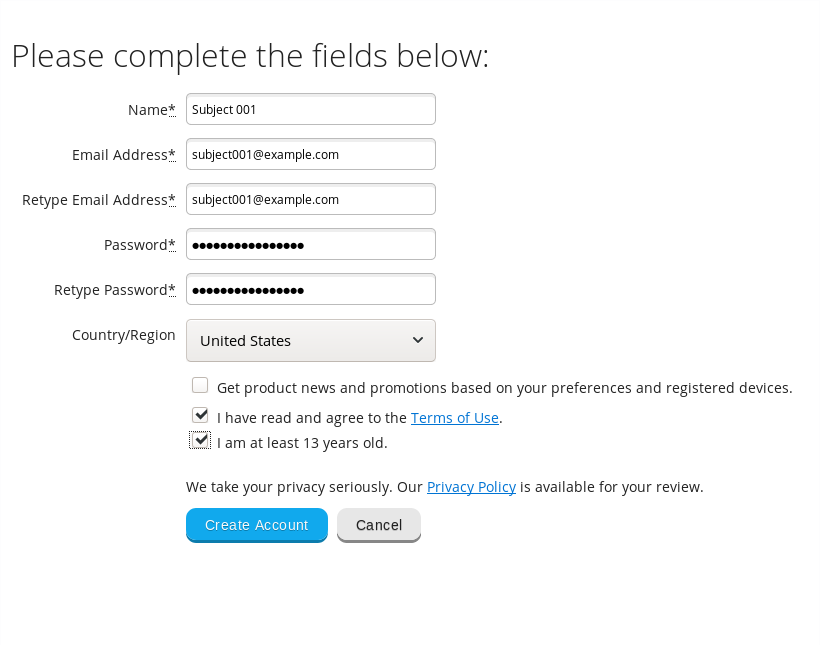 Please complete the fields below:
Name* Subject 001
Email Address* subject001@example.com
Retype Email Address* subject001@example.com
Password* ●●●●●●●●●●●●●●●●
Retype Password* ●●●●●●●●●●●●●●●●
Country/Region United States
Get product news and promotions based on your preferences and registered devices.
I have read and agree to the Terms of Use.
I am at least 13 years old.
We take your privacy seriously. Our Privacy Policy is available for your review.
Create Account Cancel